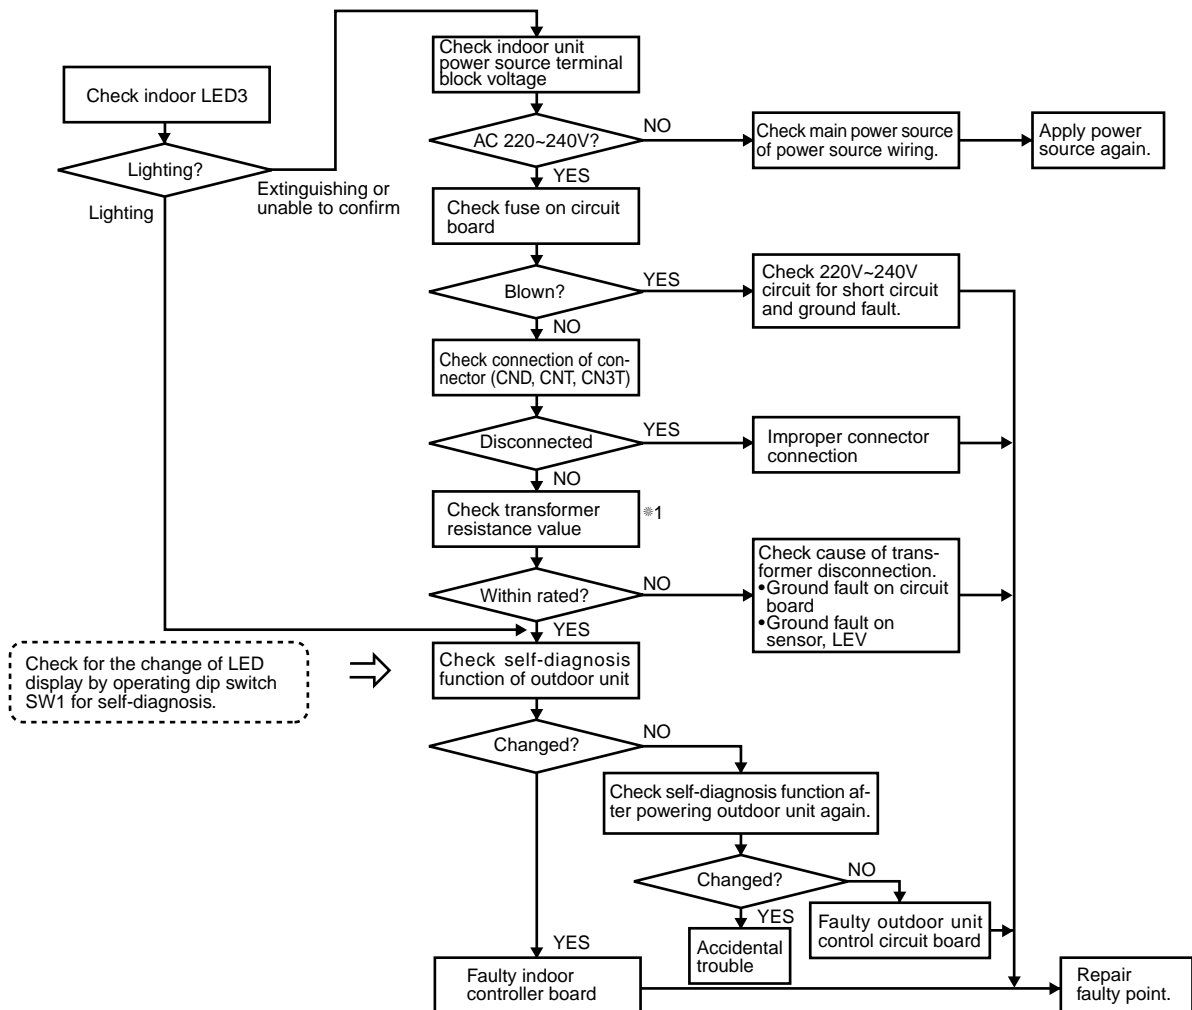 Check indoor unit
power source terminal
block voltage
Check indoor LED3
AC 220~240V?
NO
Check main power source
of power source wiring.
Apply power
source again.
Lighting?
Extinguishing or
unable to confirm
Lighting
YES
Check fuse on circuit
board
Blown?
YES
Check 220V~240V
circuit for short circuit
and ground fault.
NO
Check connection of con-
nector (CND, CNT, CN3T)
Disconnected
YES
Improper connector
connection
NO
Check transformer
resistance value
※1
Within rated?
NO
Check cause of trans-
former disconnection.
•Ground fault on circuit
board
•Ground fault on
sensor, LEV
YES
Check for the change of LED
display by operating dip switch
SW1 for self-diagnosis.
Check self-diagnosis
function of outdoor unit
Changed?
NO
Check self-diagnosis function af-
ter powering outdoor unit again.
Changed?
NO
YES
Faulty outdoor unit
control circuit board
Accidental
trouble
YES
Faulty indoor
controller board
Repair
faulty point.